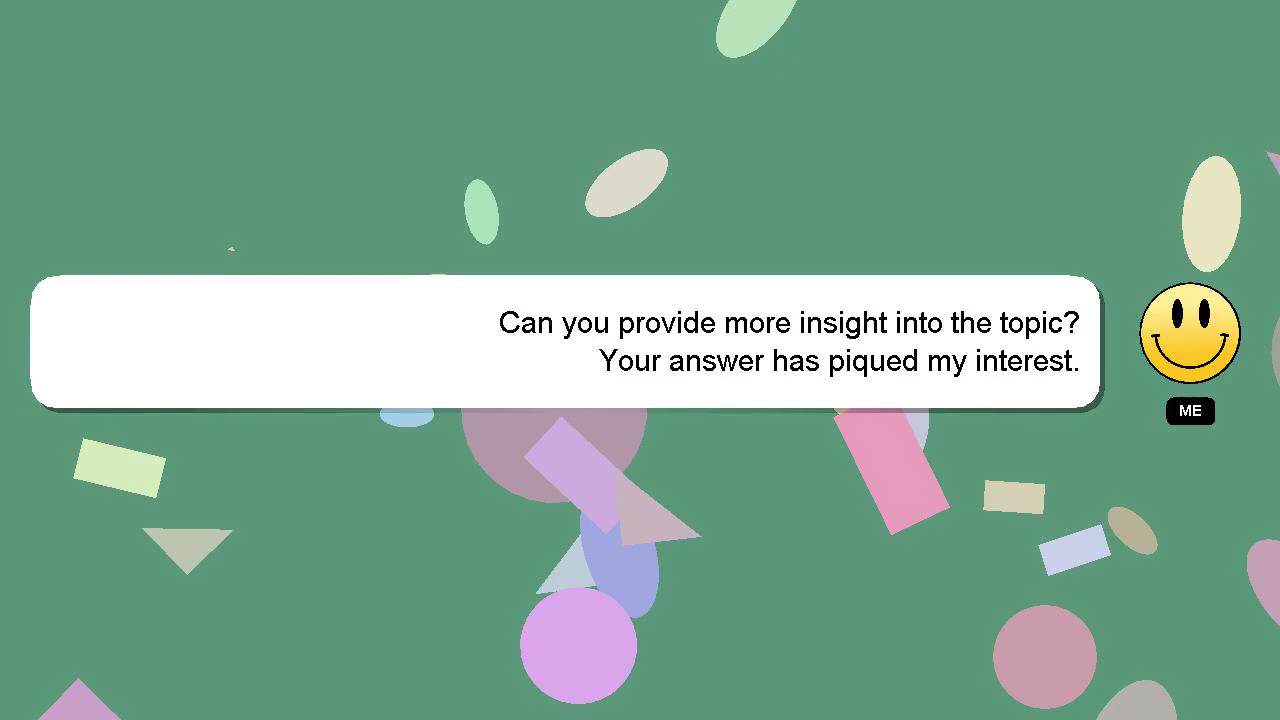 Can you provide more insight into the topic?
Your answer has piqued my interest.
ME